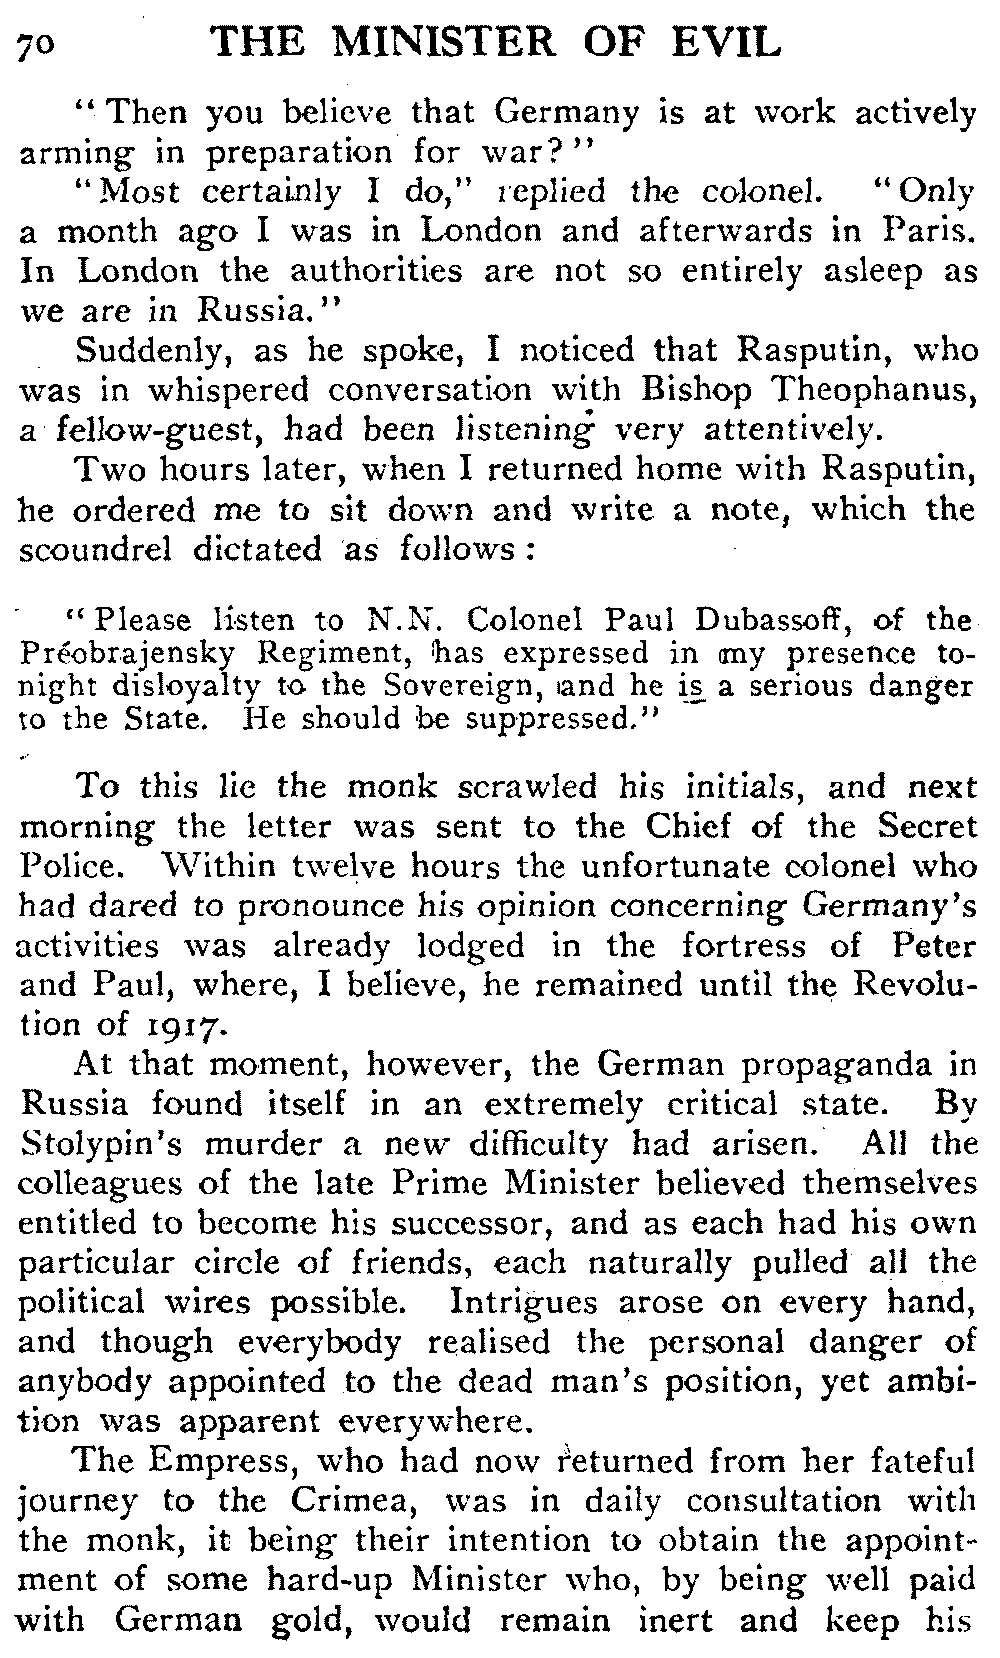 70 THE MINISTER OF EVIL
“Then you believe that Germany is at work actively
arming in preparation for war?”
“Most certainly I do,” replied the colonel. “Only
a month ago I was in London and afterwards in Paris.
In London the authorities are not so entirely asleep as
we are in Russia.”
Suddenly, as he spoke, I noticed that Rasputin, who
was in whispered conversation with Bishop Theophanus,
a fellow-guest, had been listening very attentively.
Two hours later, when I returned home with Rasputin,
he ordered me to sit down and write a note, which the
scoundrel dictated as follows:
“Please listen to N.N. Colonel Paul Dubassoff, of the
Préobrajensky Regiment, has expressed in my presence to-
night disloyalty to the Sovereign, and he is a serious danger
to the State. He should be suppressed.”
To this lie the monk scrawled his initials, and next
morning the letter was sent to the Chief of the Secret
Police. Within twelve hours the unfortunate colonel who
had dared to pronounce his opinion concerning Germany's
activities was already lodged in the fortress of Peter
and Paul, where, I believe, he remained until the Revolu-
tion of 1917.
At that moment, however, the German propaganda in
Russia found itself in an extremely critical state. By
Stolypin's murder a new difficulty had arisen. All the
colleagues of the late Prime Minister believed themselves
entitled to become his successor, and as each had his own
particular circle of friends, each naturally pulled all the
political wires possible. Intrigues arose on every hand,
and though everybody realised the personal danger of
anybody appointed to the dead man's position, yet ambi-
tion was apparent everywhere.
The Empress, who had now returned from her fateful
journey to the Crimea, was in daily consultation with
the monk, it being their intention to obtain the appoint-
ment of some hard-up Minister who, by being well paid
with German gold, would remain inert and keep his